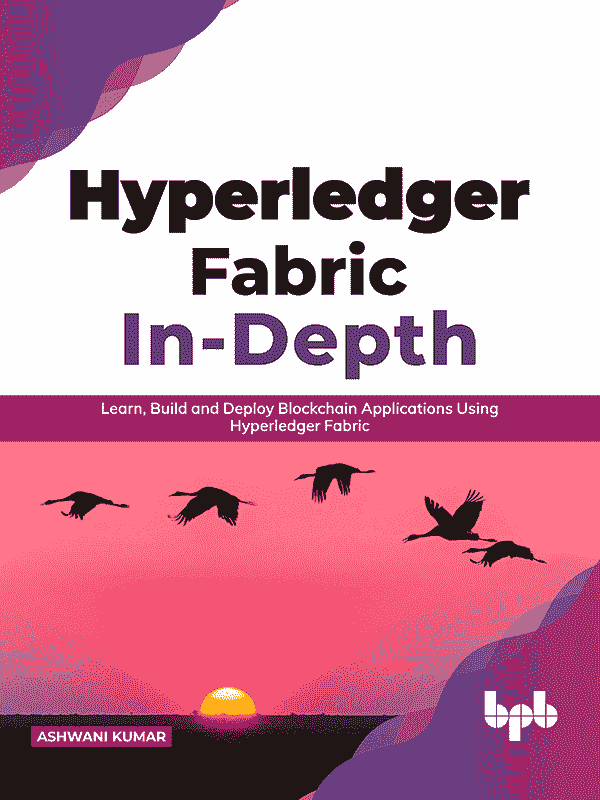 Hyperledger
Fabric
In-Depth
Learn, Build and Deploy Blockchain Applications Using
Hyperledger Fabric
ASHWANI KUMAR
bpb